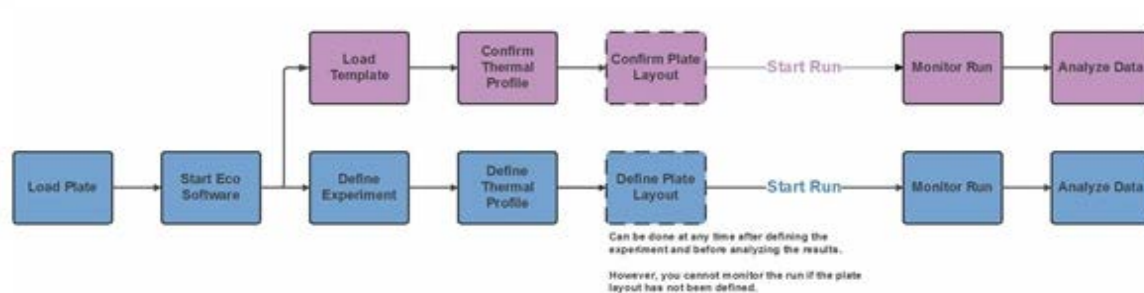 Load
Template
Confirm
Thermal
Profile
Confirm Plate
Layout
Start Run
Monitor Run
Analyze Data
Load Plate
Start Eco
Software
Define
Experiment
Define
Thermal
Profile
Define Plate
Layout
Start Run
Monitor Run
Analyze Data
Can be done at any time after defining the
experiment and before analyzing the results.
However, you cannot monitor the run if the plate
layout has not been defined.